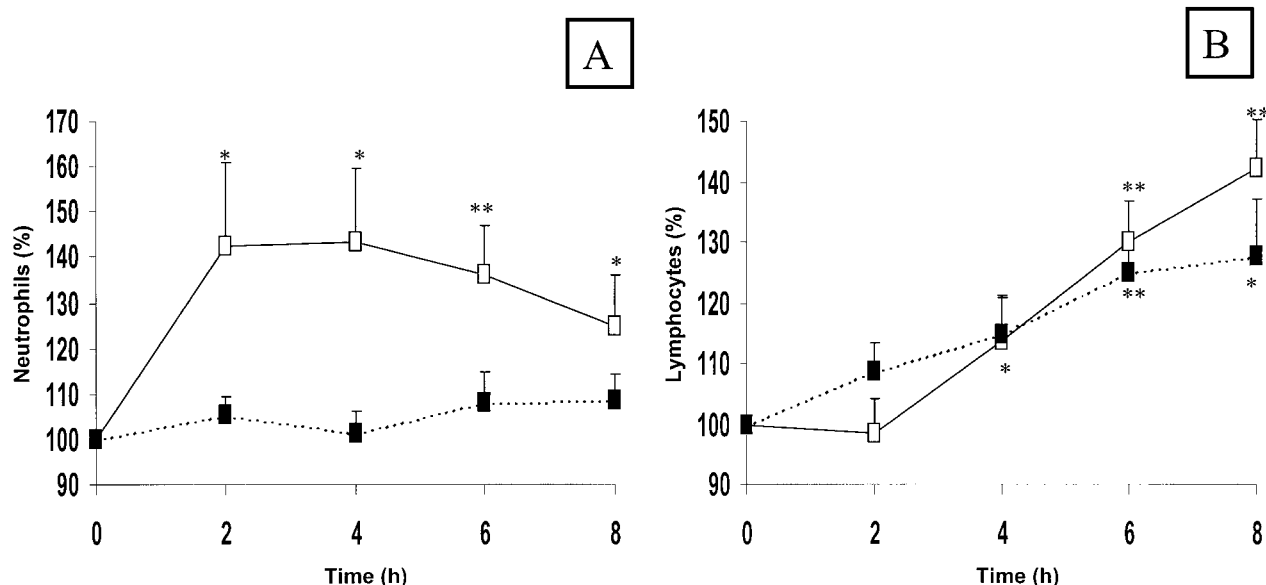 A
170
160
150
140
130
120
110
100
90
Neutrophils (%)
* * ** *
0 2 4 6 8
Time (h)
B
150
140
130
120
110
100
90
Lymphocytes (%)
**
**
** *
*
0 2 4 6 8
Time (h)